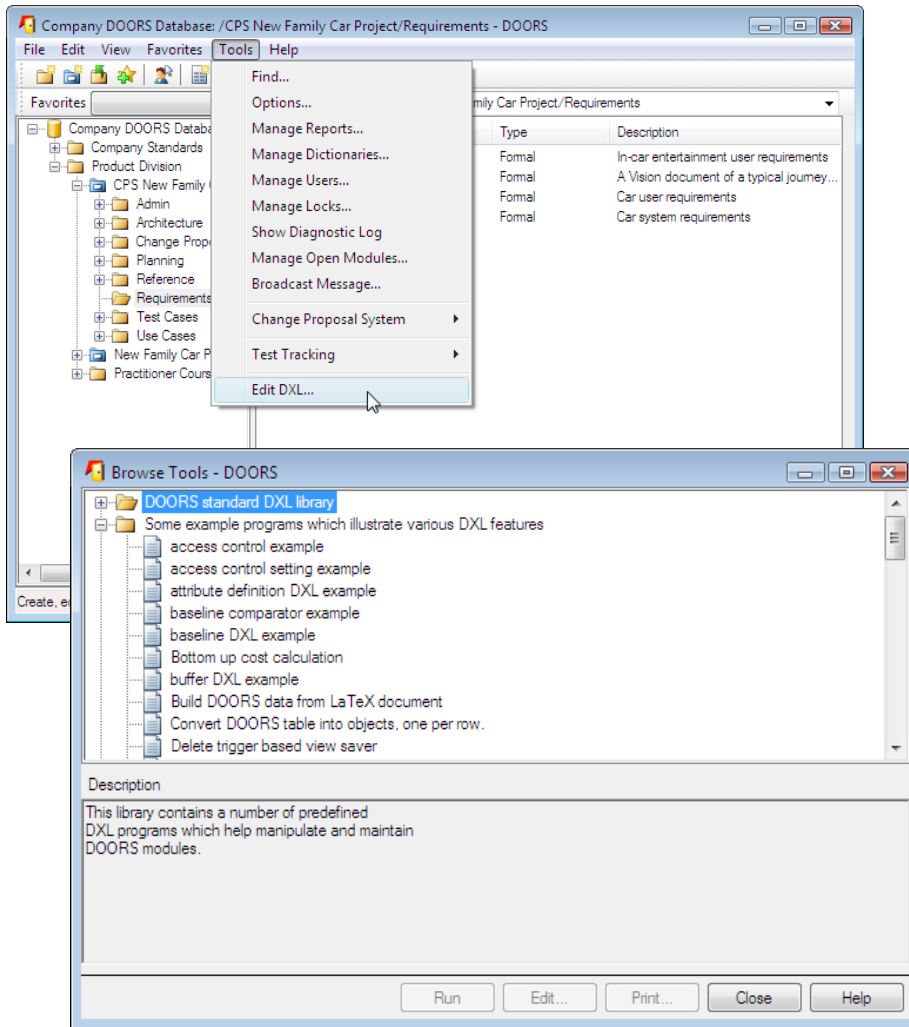 Company DOORS Database: /CPS New Family Car Project/Requirements - DOORS
File Edit View Favorites Tools Help
Favorites
mily Car Project/Requirements
Find...
Options...
Manage Reports...
Manage Dictionaries...
Manage Users...
Manage Locks...
Show Diagnostic Log
Manage Open Modules...
Broadcast Message...
Change Proposal System
Test Tracking
Edit DXL...
Company DOORS Databa
Company Standards
Product Division
CPS New Family
Admin
Architecture
Change Prop
Planning
Reference
Requirements
Test Cases
Use Cases
New Family Car P
Practitioner Cours
Type Description
Formal In-car entertainment user requirements
Formal A Vision document of a typical journey...
Formal Car user requirements
Formal Car system requirements
Create, e
Browse Tools - DOORS
DOORS standard DXL library
Some example programs which illustrate various DXL features
access control example
access control setting example
attribute definition DXL example
baseline comparator example
baseline DXL example
Bottom up cost calculation
buffer DXL example
Build DOORS data from LaTeX document
Convert DOORS table into objects, one per row.
Delete trigger based view saver
Description
This library contains a number of predefined
DXL programs which help manipulate and maintain
DOORS modules.
Run Edit... Print... Close Help